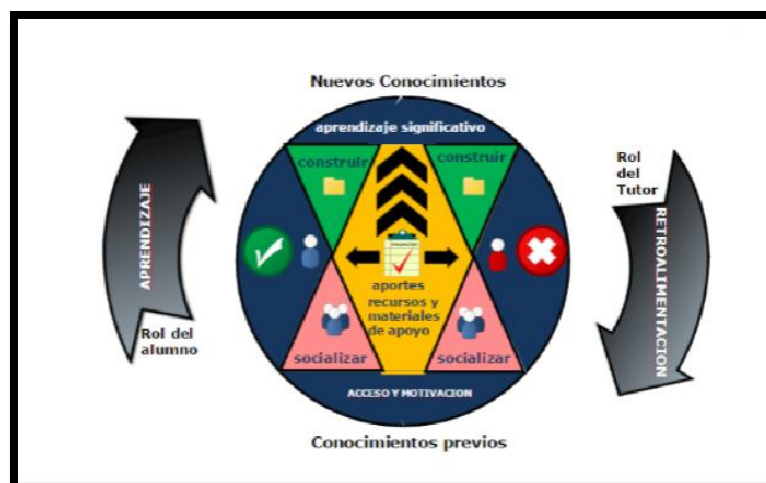 Nuevos Conocimientos
aprendizaje significativo
construir
construir
Rol
del
Tutor
APRENDIZAJE
RETROALIMENTACION
aportes
recursos y
materiales
de apoyo
Rol del
alumno
socializar
socializar
ACCESO Y MOTIVACION
Conocimientos previos